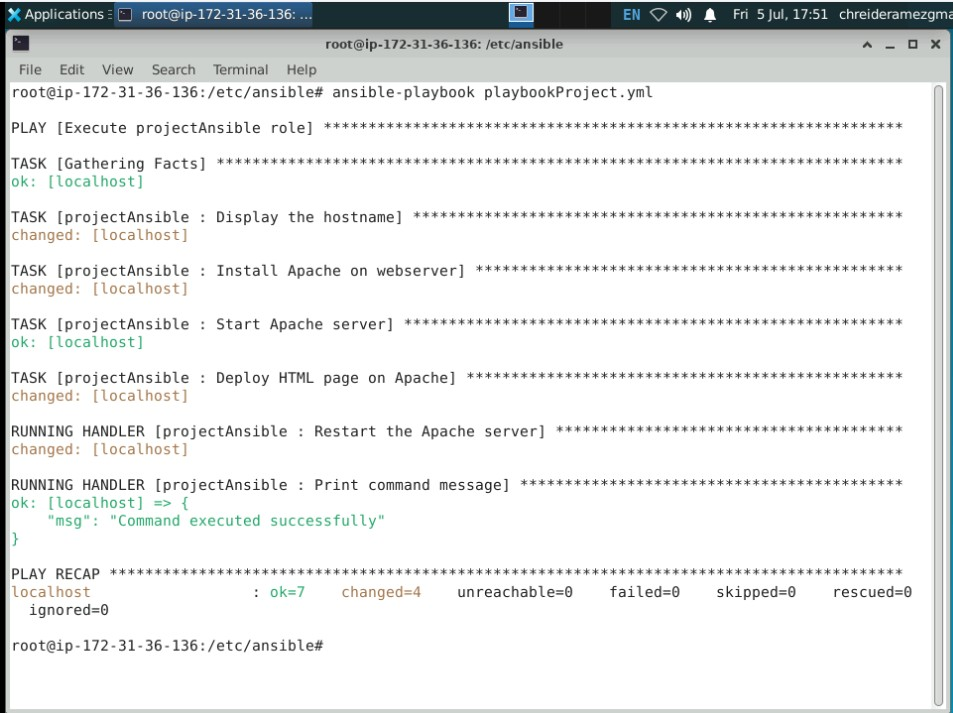 Applications
root@ip-172-31-36-136: ...
EN
Fri 5 Jul, 17:51 chreideramezgma
root@ip-172-31-36-136: /etc/ansible
File Edit View Search Terminal Help
root@ip-172-31-36-136:/etc/ansible# ansible-playbook playbookProject.yml
PLAY [Execute projectAnsible role] *****************************************************************
TASK [Gathering Facts] *****************************************************************************
ok: [localhost]
TASK [projectAnsible : Display the hostname] *******************************************************
changed: [localhost]
TASK [projectAnsible : Install Apache on webserver] ************************************************
changed: [localhost]
TASK [projectAnsible : Start Apache server] ********************************************************
ok: [localhost]
TASK [projectAnsible : Deploy HTML page on Apache] *************************************************
changed: [localhost]
RUNNING HANDLER [projectAnsible : Restart the Apache server] ***************************************
changed: [localhost]
RUNNING HANDLER [projectAnsible : Print command message] *******************************************
ok: [localhost] => {
    "msg": "Command executed successfully"
}
PLAY RECAP *****************************************************************************************
localhost                  : ok=7    changed=4    unreachable=0    failed=0    skipped=0    rescued=0
  ignored=0
root@ip-172-31-36-136:/etc/ansible#